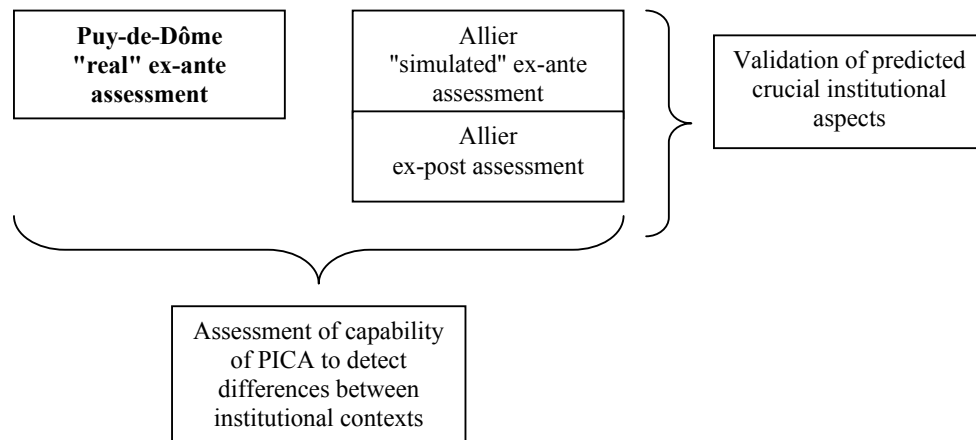 Puy-de-Dôme
"real" ex-ante
assessment
Allier
"simulated" ex-ante
assessment
Allier
ex-post assessment
Validation of predicted
crucial institutional
aspects
Assessment of capability
of PICA to detect
differences between
institutional contexts